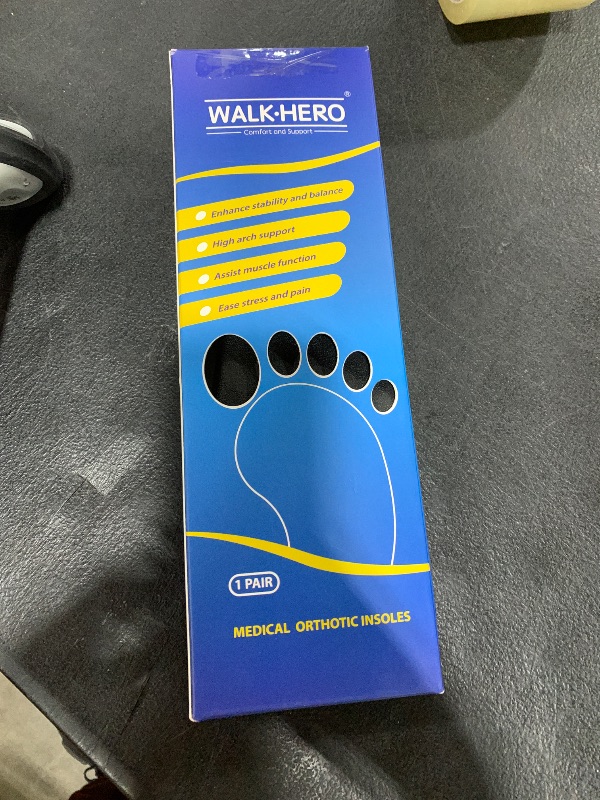 WALK·HERO®
Comfort and Support
Enhance stability and balance
High arch support
Assist muscle function
Ease stress and pain
1 PAIR
MEDICAL ORTHOTIC INSOLES